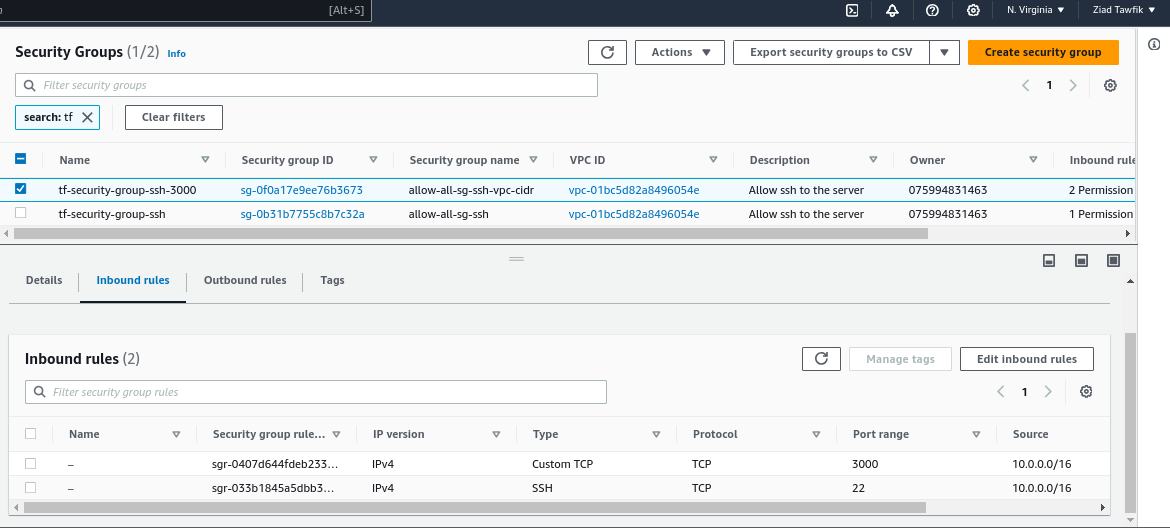 [Alt+S] N. Virginia Ziad Tawfik
Security Groups (1/2) Info Actions Export security groups to CSV Create security group
Filter security groups 1
search: tf Clear filters
Name Security group ID Security group name VPC ID Description Owner Inbound rule
tf-security-group-ssh-3000 sg-0f0a17e9ee76b3673 allow-all-sg-ssh-vpc-cidr vpc-01bc5d82a8496054e Allow ssh to the server 075994831463 2 Permission
tf-security-group-ssh sg-0b31b7755c8b7c32a allow-all-sg-ssh vpc-01bc5d82a8496054e Allow ssh to the server 075994831463 1 Permission
Details Inbound rules Outbound rules Tags
Inbound rules (2) Manage tags Edit inbound rules
Filter security group rules 1
Name Security group rule... IP version Type Protocol Port range Source
– sgr-0407d644fdeb233... IPv4 Custom TCP TCP 3000 10.0.0.0/16
– sgr-033b1845a5dbb3... IPv4 SSH TCP 22 10.0.0.0/16